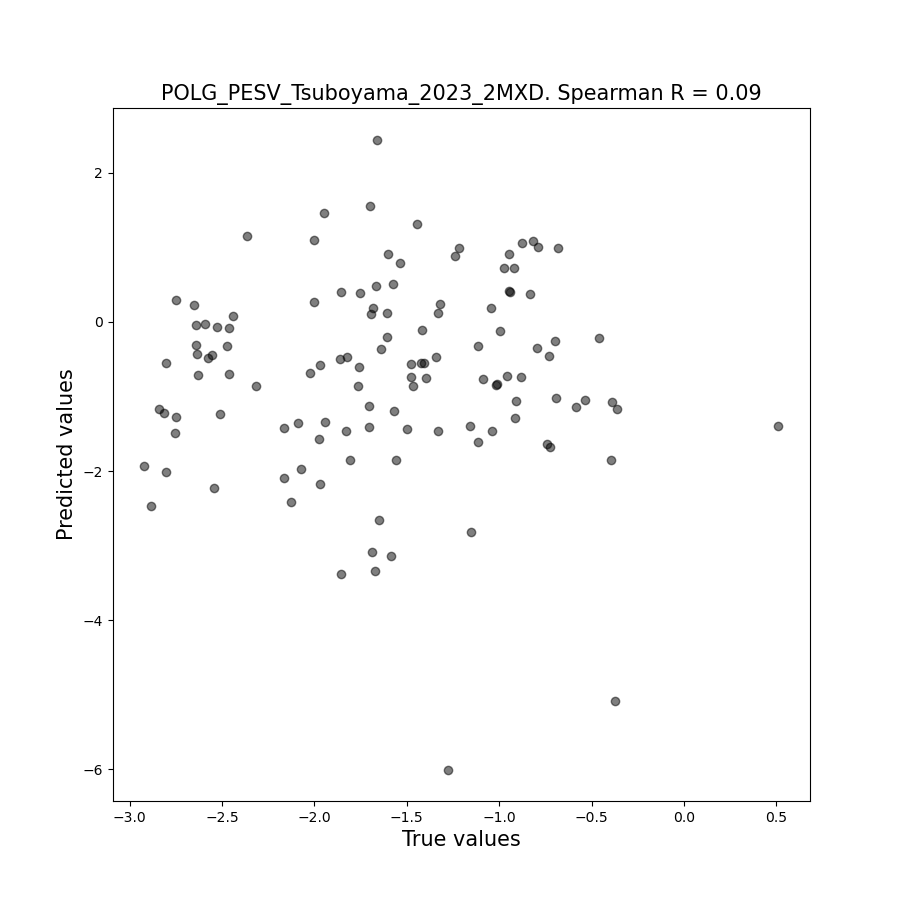 POLG_PESV_Tsuboyama_2023_2MXD. Spearman R = 0.09
2
0
−2
−4
−6
Predicted values
−3.0 −2.5 −2.0 −1.5 −1.0 −0.5 0.0 0.5
True values